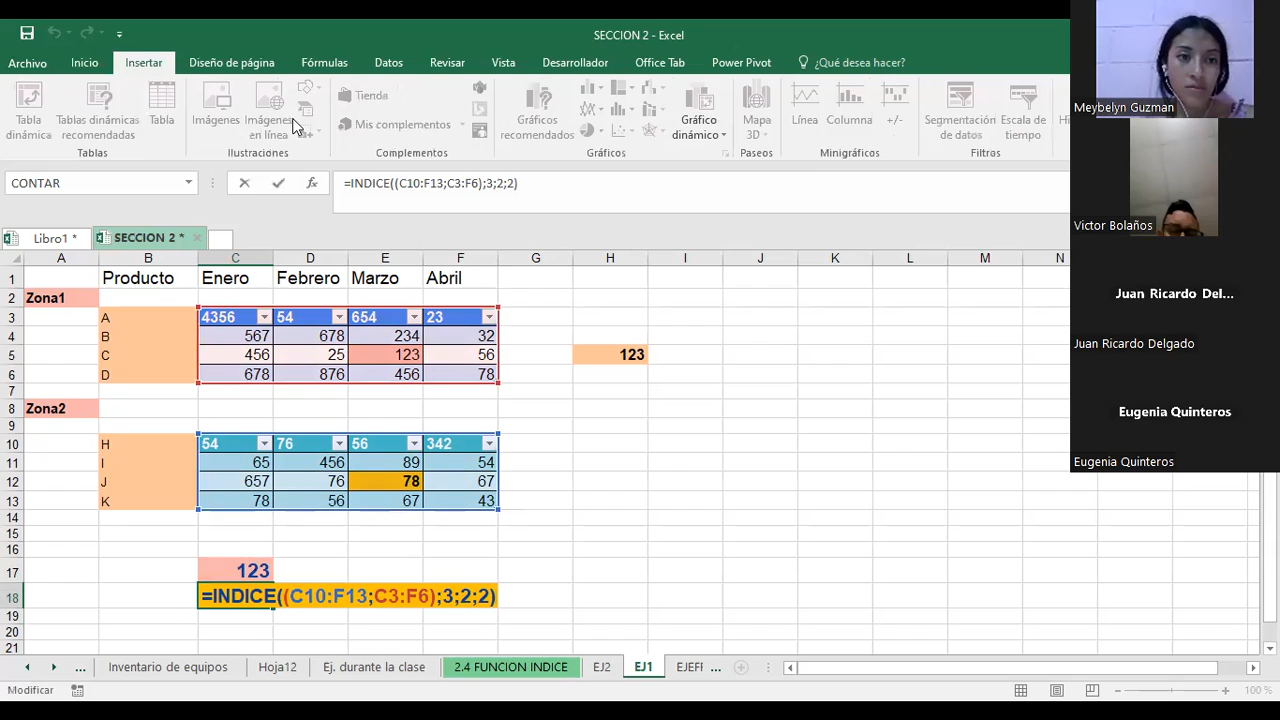 SECCION 2 - Excel
Archivo Inicio Insertar Diseño de página Fórmulas Datos Revisar Vista Desarrollador Office Tab Power Pivot ¿Qué desea hacer?
Tabla dinámica
Tablas dinámicas recomendadas
Tabla
Imágenes
Imágenes en línea
Tienda
Mis complementos
Gráficos recomendados
Gráfico dinámico
Mapa 3D
Línea
Columna
+/-
Segmentación de datos
Escala de tiempo
Tablas Ilustraciones Complementos Gráficos Paseos Minigráficos Filtros
CONTAR =INDICE((C10:F13;C3:F6);3;2;2)
Libro1 * SECCION 2 *
A B C D E F G H I J K L M N
1 Producto Enero Febrero Marzo Abril
2 Zona1
3 A 4356 54 654 23
4 B 567 678 234 32
5 C 456 25 123 56 123
6 D 678 876 456 78
7
8 Zona2
9
10 H 54 76 56 342
11 I 65 456 89 54
12 J 657 76 78 67
13 K 78 56 67 43
14
15
16
17 123
18 =INDICE((C10:F13;C3:F6);3;2;2)
19
20
21
... Inventario de equipos Hoja12 Ej. durante la clase 2.4 FUNCION INDICE EJ2 EJ1 EJEFI ...
Modificar 100 %
Meybelyn Guzman
Victor Bolaños
Juan Ricardo Del...
Juan Ricardo Delgado
Eugenia Quinteros
Eugenia Quinteros